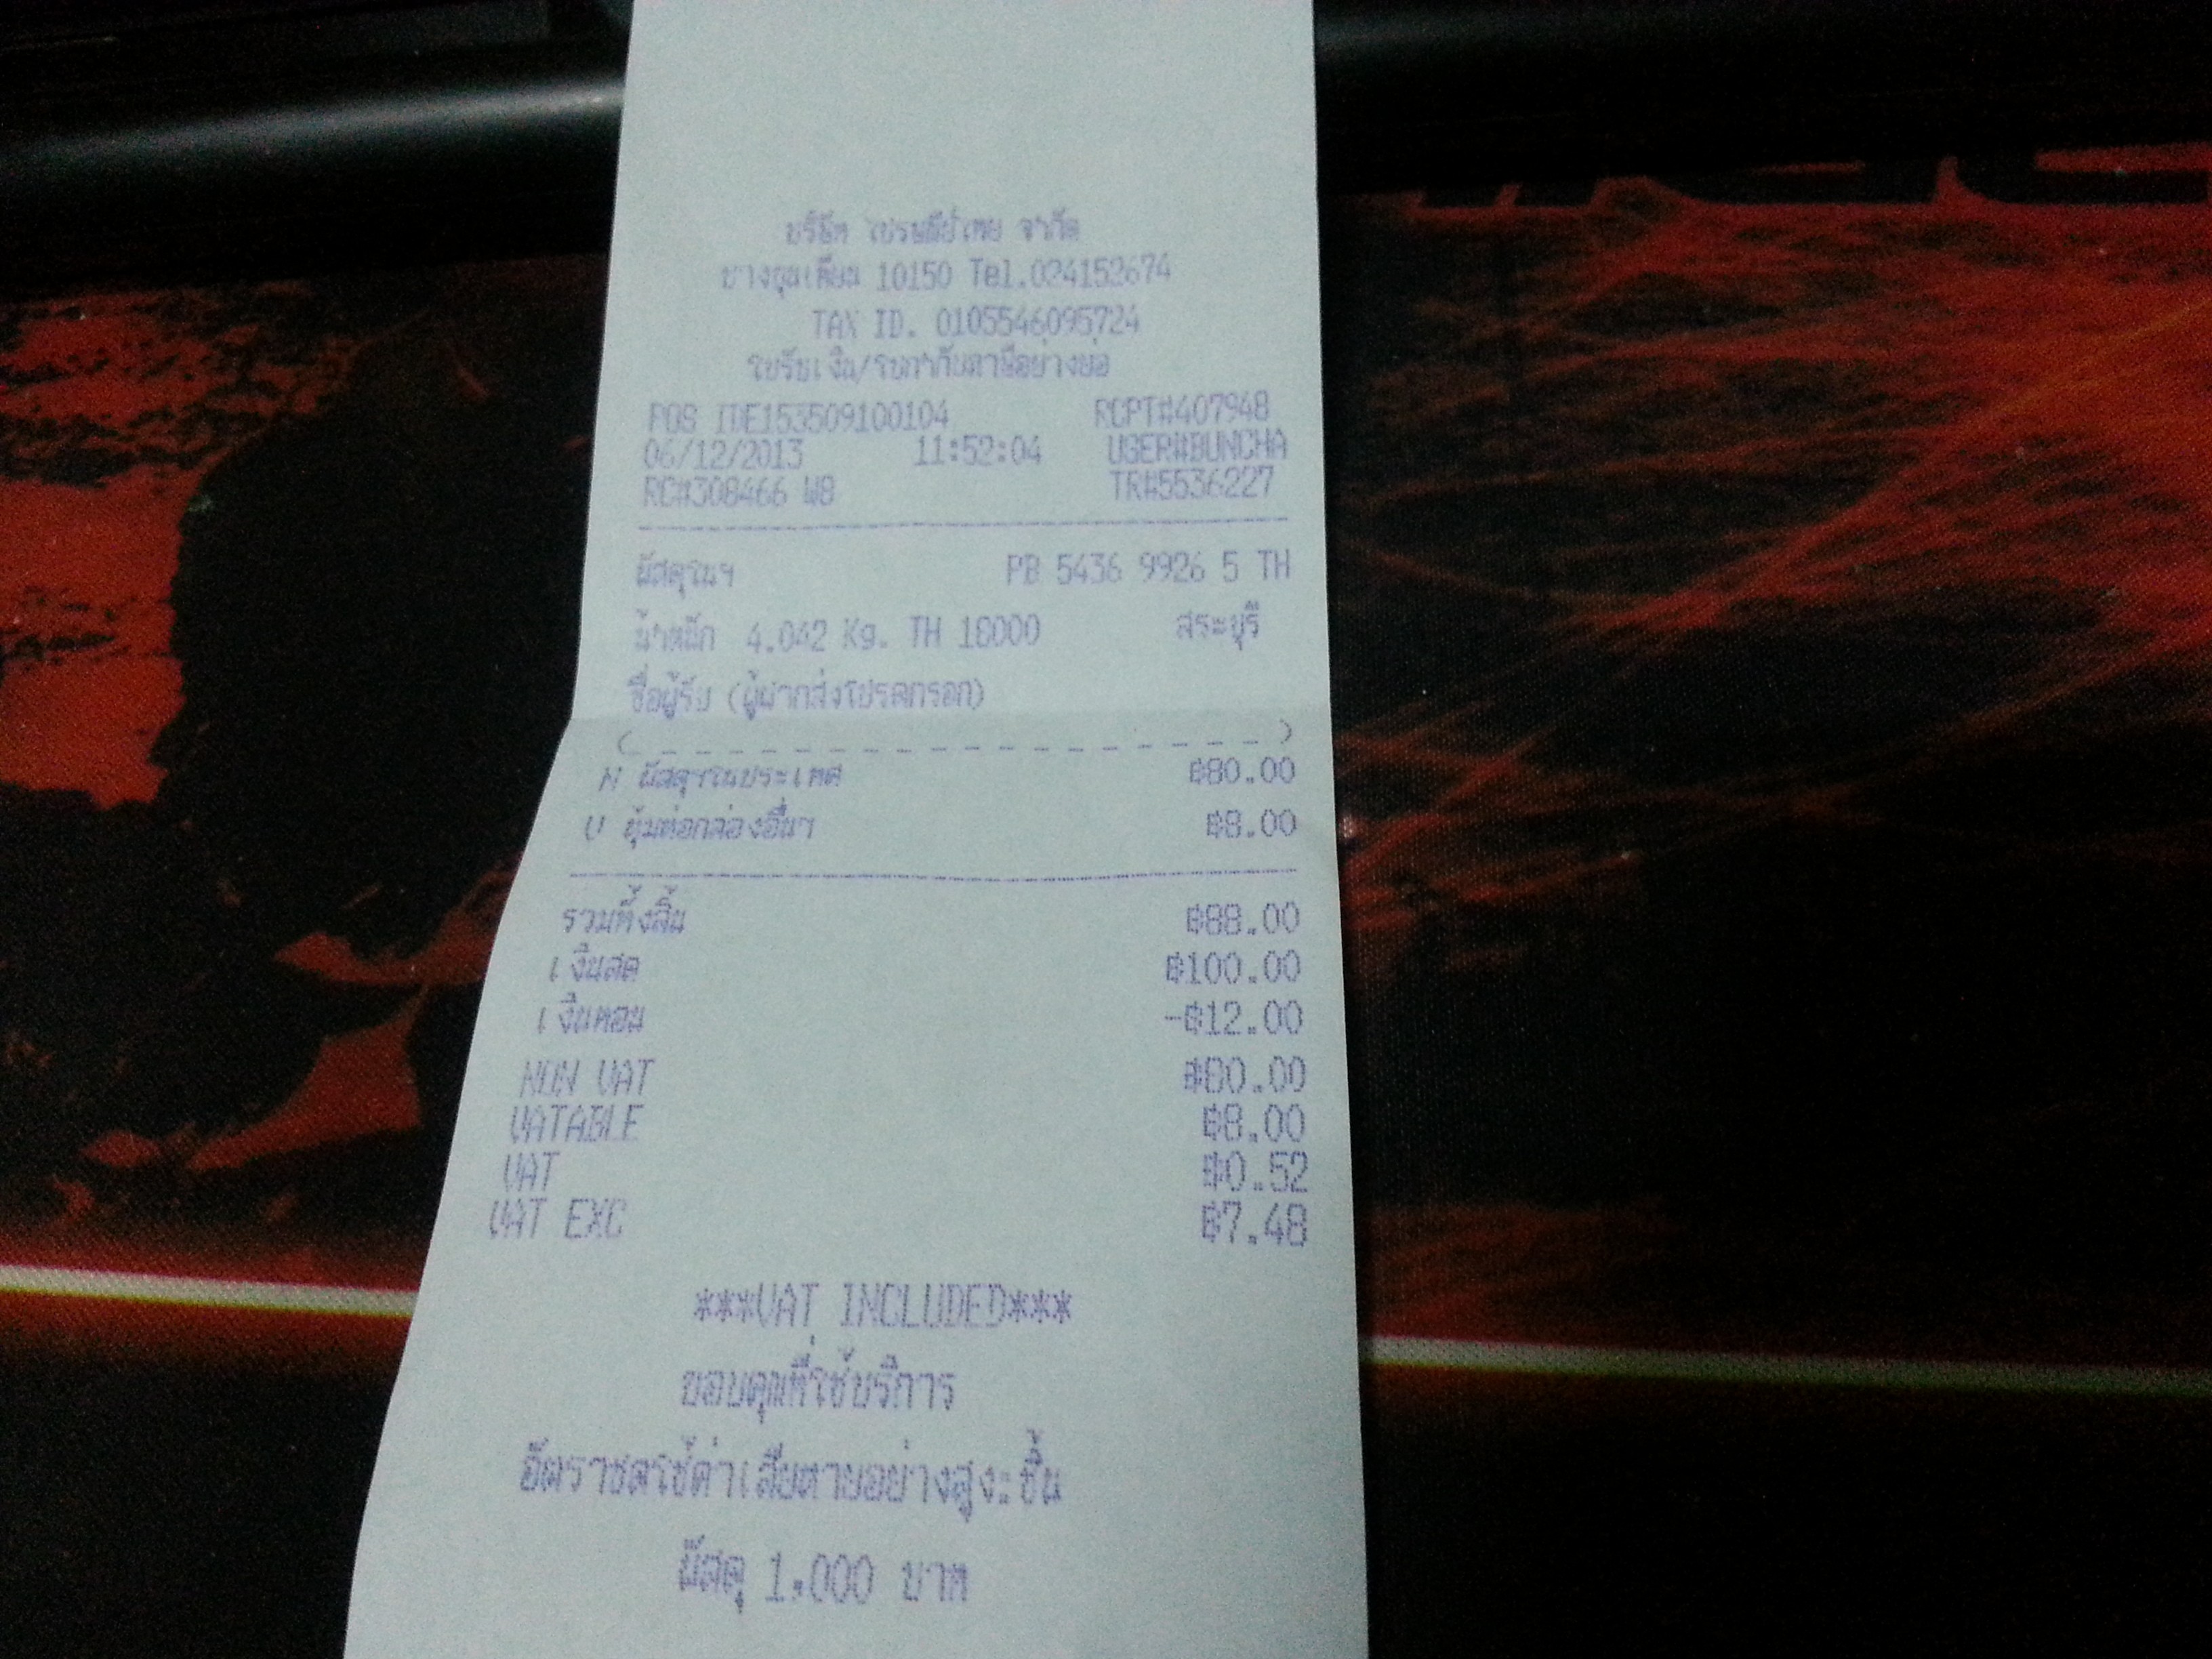 บริษัท ไปรษณีย์ไทย จำกัด
บางขุนเทียน 10150 Tel.024152674
TAX ID. 0105546095724
ใบรับเงิน/ใบกำกับภาษีอย่างย่อ
POS IDE153509100104 RCPT#407948
06/12/2013 11:52:04 USER#BUNCHA
RC#308466 W8 TR#5536227
พัสดุในฯ PB 5436 9926 5 TH
น้ำหนัก 4.042 Kg. TH 18000 สระบุรี
ชื่อผู้รับ (ผู้ฝากส่งโปรดกรอก)
N พัสดุฯในประเทศ ฿80.00
U หุ้มห่อกล่องอื่นฯ ฿8.00
รวมทั้งสิ้น ฿88.00
เงินสด ฿100.00
เงินทอน -฿12.00
NON VAT ฿80.00
VATABLE ฿8.00
VAT ฿0.52
VAT EXC ฿7.48
***VAT INCLUDED***
ขอบคุณที่ใช้บริการ
อัตราชดใช้ค่าเสียหายอย่างสูง:ชิ้น
พัสดุ 1,000 บาท